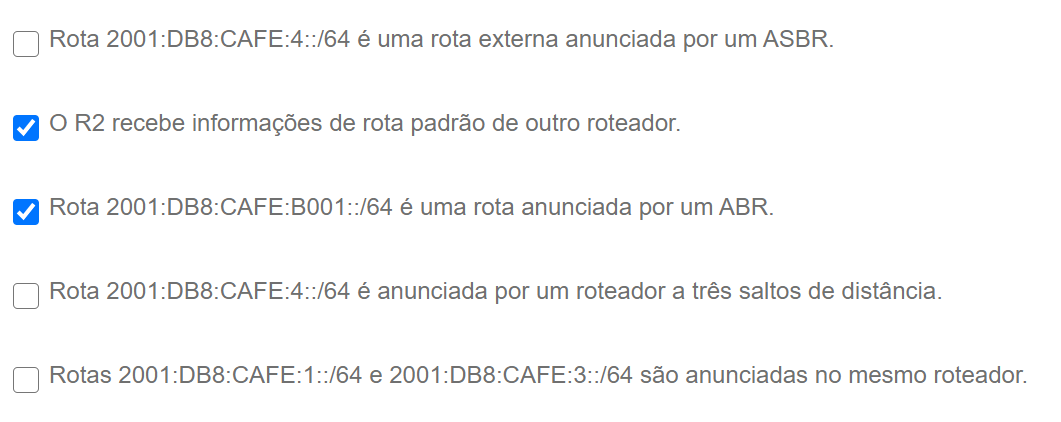 Rota 2001:DB8:CAFE:4::/64 é uma rota externa anunciada por um ASBR.
O R2 recebe informações de rota padrão de outro roteador.
Rota 2001:DB8:CAFE:B001::/64 é uma rota anunciada por um ABR.
Rota 2001:DB8:CAFE:4::/64 é anunciada por um roteador a três saltos de distância.
Rotas 2001:DB8:CAFE:1::/64 e 2001:DB8:CAFE:3::/64 são anunciadas no mesmo roteador.